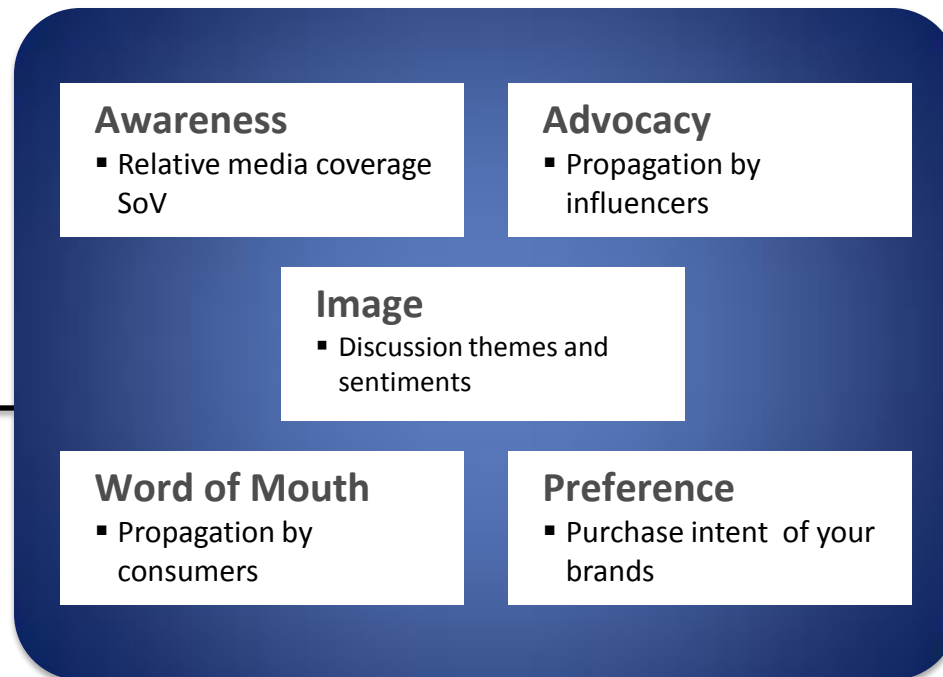 Awareness
▪ Relative media coverage
SoV
Advocacy
▪ Propagation by
influencers
Image
▪ Discussion themes and
sentiments
Word of Mouth
▪ Propagation by
consumers
Preference
▪ Purchase intent  of your
brands